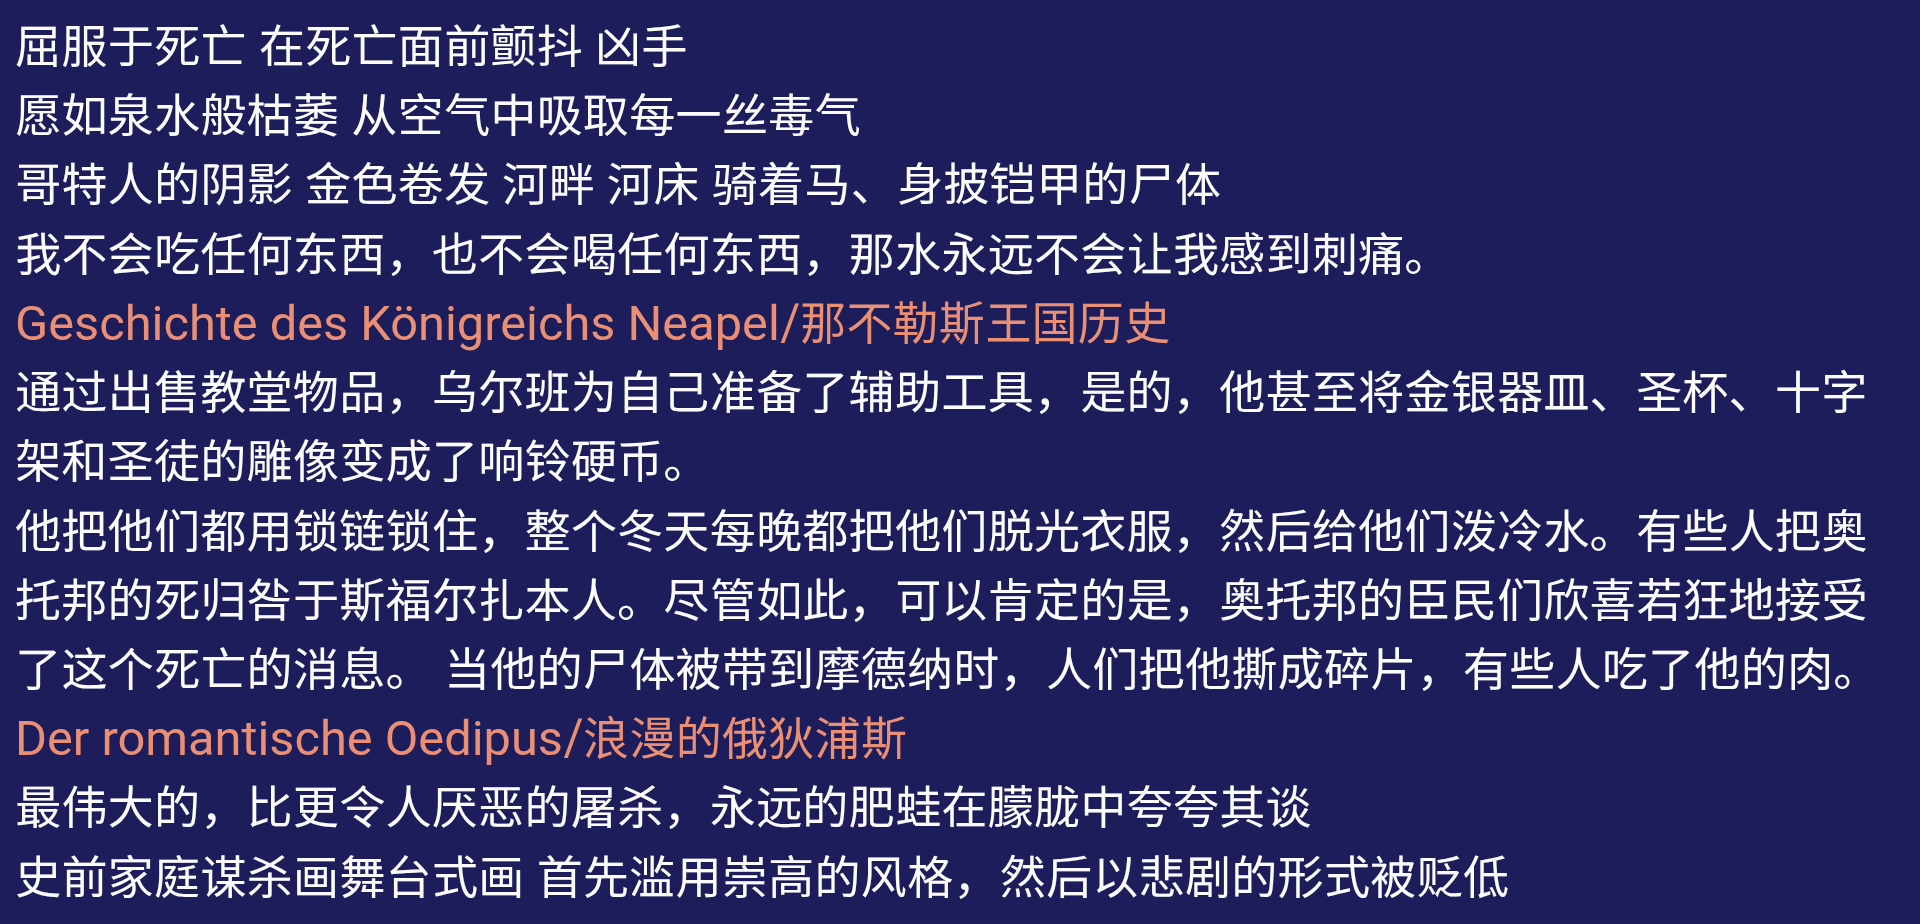 屈服于死亡 在死亡面前颤抖 凶手
愿如泉水般枯萎 从空气中吸取每一丝毒气
哥特人的阴影 金色卷发 河畔 河床 骑着马、身披铠甲的尸体
我不会吃任何东西，也不会喝任何东西，那水永远不会让我感到刺痛。
Geschichte des Königreichs Neapel/那不勒斯王国历史
通过出售教堂物品，乌尔班为自己准备了辅助工具，是的，他甚至将金银器皿、圣杯、十字
架和圣徒的雕像变成了响铃硬币。
他把他们都用锁链锁住，整个冬天每晚都把他们脱光衣服，然后给他们泼冷水。有些人把奥
托邦的死归咎于斯福尔扎本人。尽管如此，可以肯定的是，奥托邦的臣民们欣喜若狂地接受
了这个死亡的消息。 当他的尸体被带到摩德纳时，人们把他撕成碎片，有些人吃了他的肉。
Der romantische Oedipus/浪漫的俄狄浦斯
最伟大的，比更令人厌恶的屠杀，永远的肥蛙在朦胧中夸夸其谈
史前家庭谋杀画舞台式画 首先滥用崇高的风格，然后以悲剧的形式被贬低